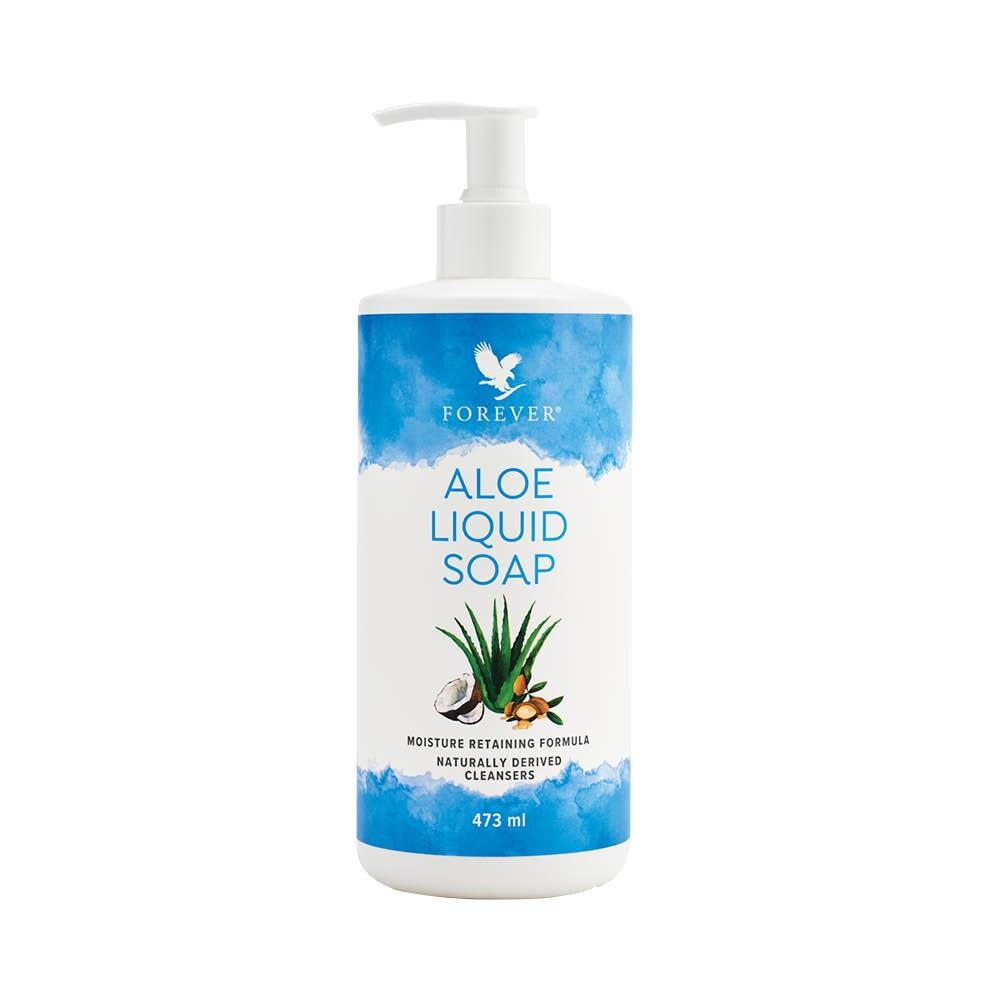 FOREVER®
ALOE
LIQUID
SOAP
MOISTURE RETAINING FORMULA
NATURALLY DERIVED
CLEANSERS
473 ml